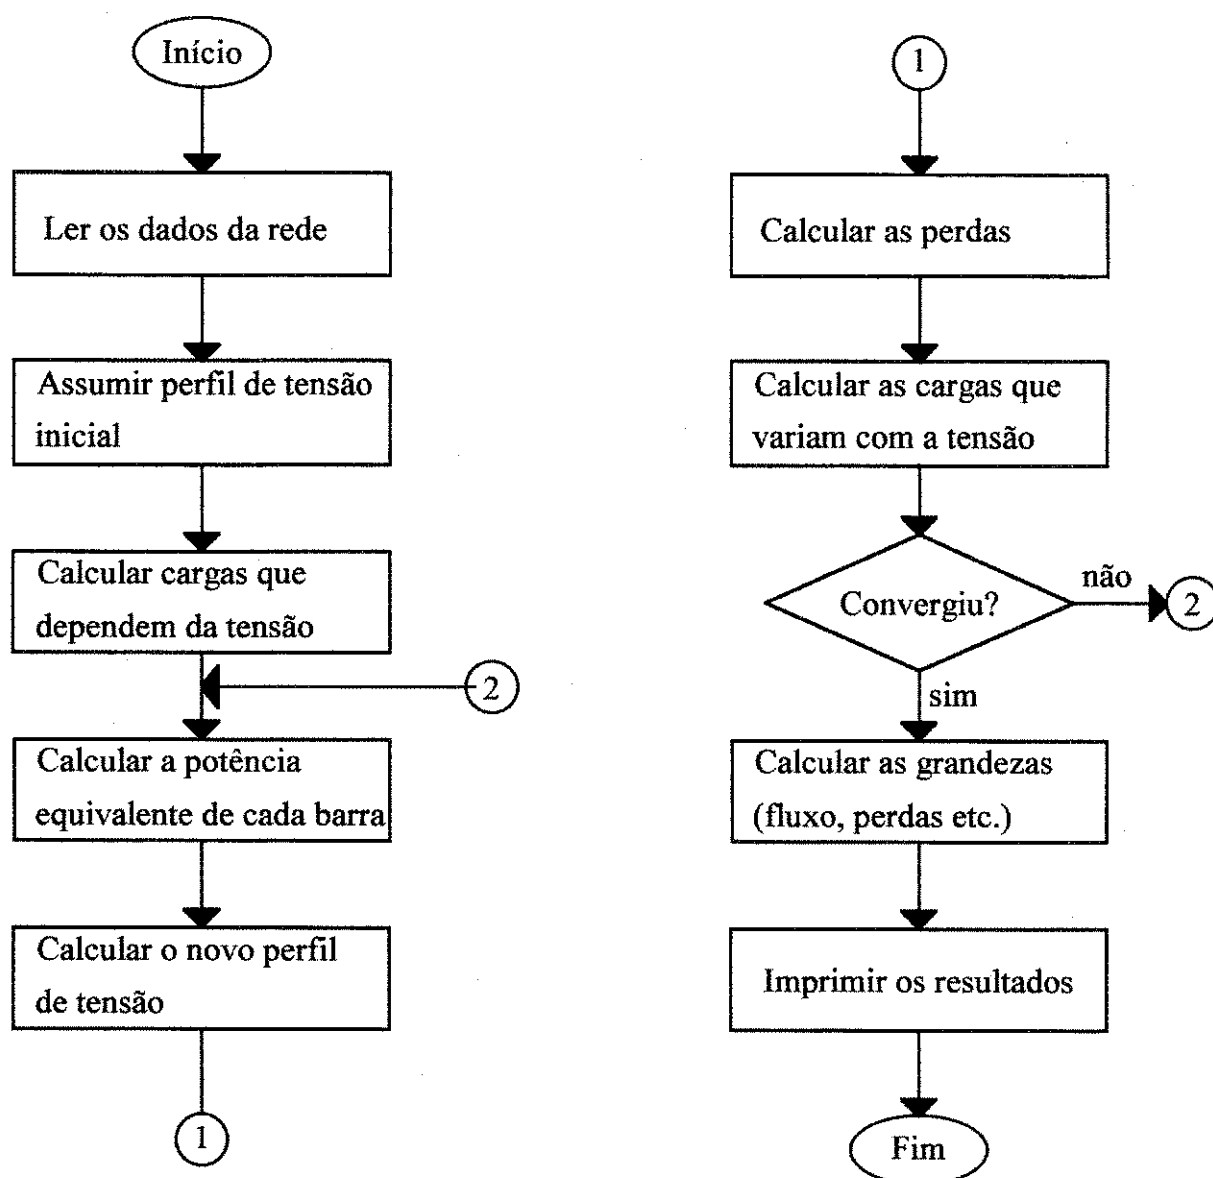 Início
Ler os dados da rede
Assumir perfil de tensão
inicial
Calcular cargas que
dependem da tensão
2
Calcular a potência
equivalente de cada barra
Calcular o novo perfil
de tensão
1
1
Calcular as perdas
Calcular as cargas que
variam com a tensão
Convergiu?
não
2
sim
Calcular as grandezas
(fluxo, perdas etc.)
Imprimir os resultados
Fim